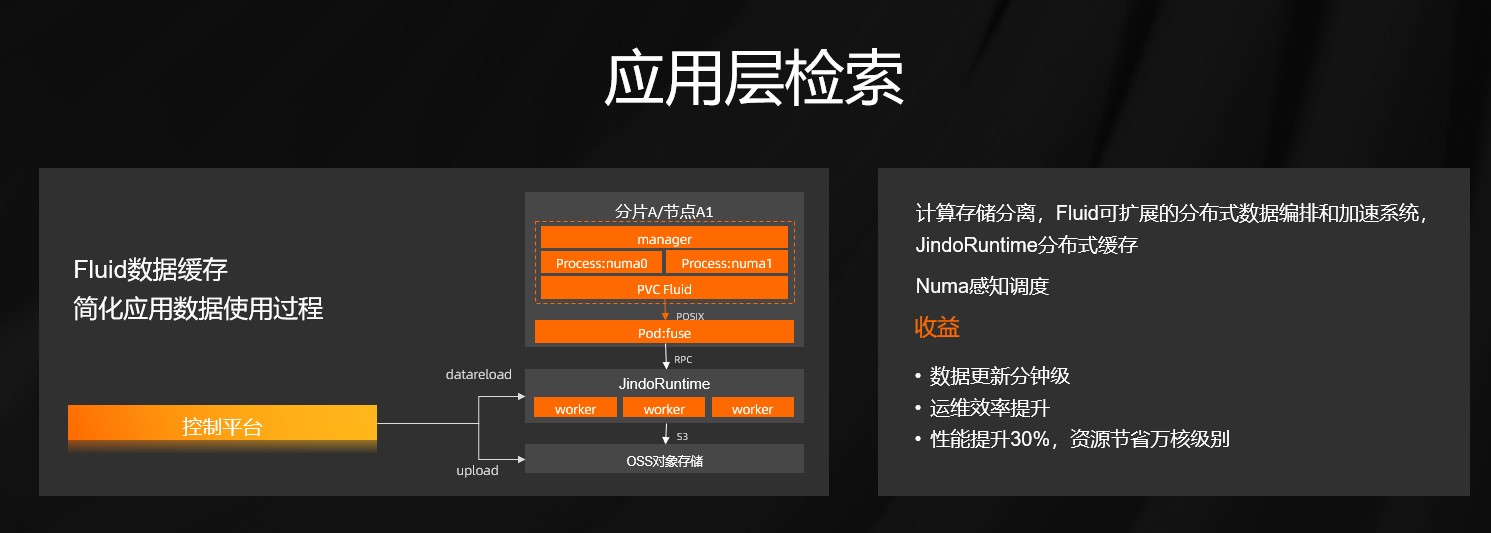 应用层检索
Fluid数据缓存
简化应用数据使用过程
控制平台
datareload
upload
分片A/节点A1
manager
Process:numa0
Process:numa1
PVC Fluid
POSIX
Pod:fuse
RPC
JindoRuntime
worker
worker
worker
S3
OSS对象存储
计算存储分离，Fluid可扩展的分布式数据编排和加速系统，
JindoRuntime分布式缓存
Numa感知调度
收益
• 数据更新分钟级
• 运维效率提升
• 性能提升30%，资源节省万核级别